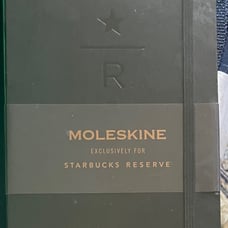 R
MOLESKINE
EXCLUSIVELY FOR
STARBUCKS RESERVE